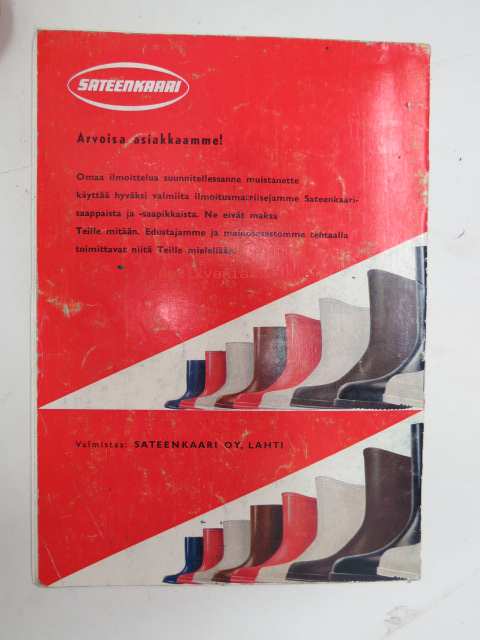 SATEENKAARI
Arvoisa asiakkaamme!
Omaa ilmoittelua suunnitellessanne muistanette
käyttää hyväksi valmiita ilmoitusmatriisejamme Sateenkaari-
saappaista ja -saapikkaista. Ne eivät maksa
Teille mitään. Edustajamme ja mainososastomme tehtaalla
toimittavat niitä Teille mielellään.
Valmistaa: SATEENKAARI OY, LAHTI